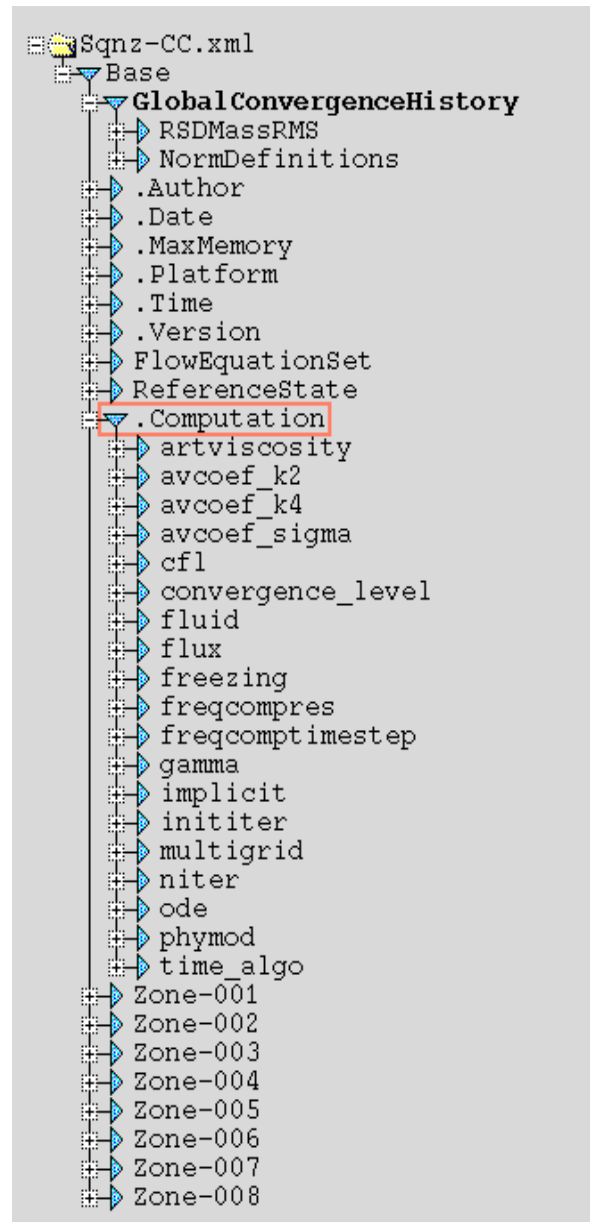 Sqnz-CC.xml
Base
GlobalConvergenceHistory
RSDMassRMS
NormDefinitions
.Author
.Date
.MaxMemory
.Platform
.Time
.Version
FlowEquationSet
ReferenceState
.Computation
artviscosity
avcoef_k2
avcoef_k4
avcoef_sigma
cfl
convergence_level
fluid
flux
freezing
freqcompres
freqcomptimestep
gamma
implicit
inititer
multigrid
niter
ode
phymod
time_algo
Zone-001
Zone-002
Zone-003
Zone-004
Zone-005
Zone-006
Zone-007
Zone-008